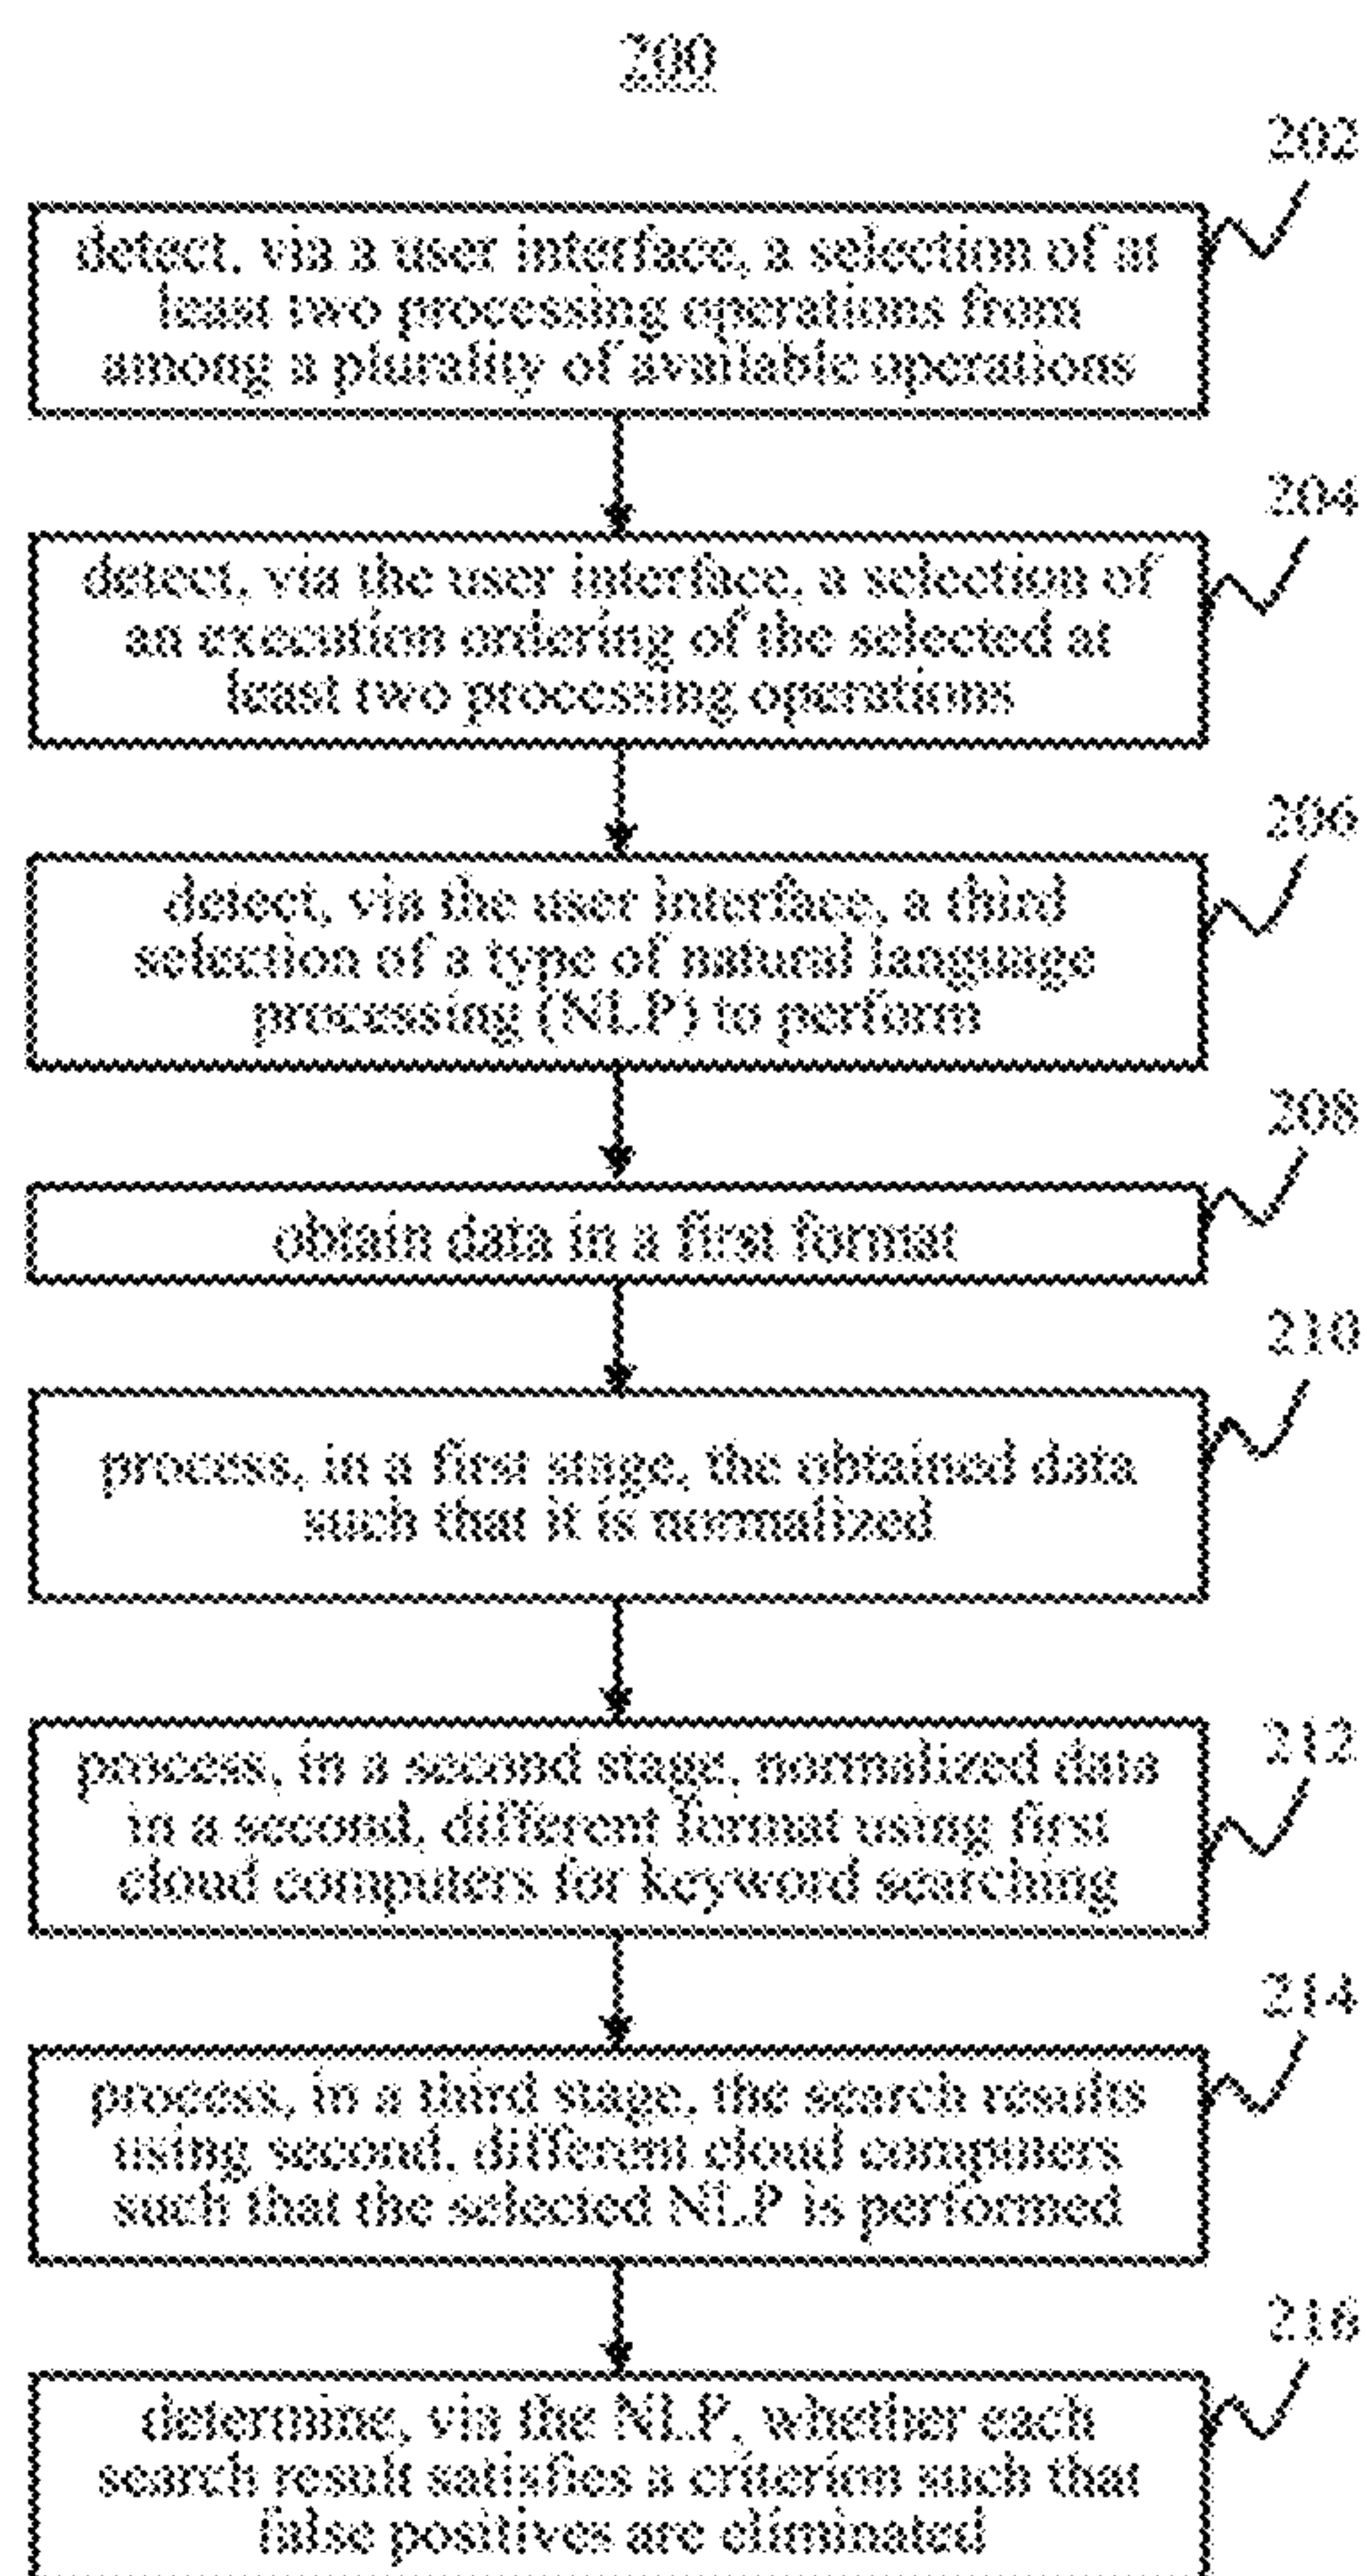 200
202
detect, via a user interface, a selection of at
least two processing operations from
among a plurality of available operations
204
detect, via the user interface, a selection of
an execution ordering of the selected at
least two processing operations
206
detect, via the user interface, a third
selection of a type of natural language
processing (NLP) to perform
208
obtain data in a first format
210
process, in a first stage, the obtained data
such that it is normalized
212
process, in a second stage, normalized data
in a second, different format using first
cloud computers for keyword searching
214
process, in a third stage, the search results
using second, different cloud computers
such that the selected NLP is performed
216
determine, via the NLP, whether each
search result satisfies a criterion such that
false positives are eliminated